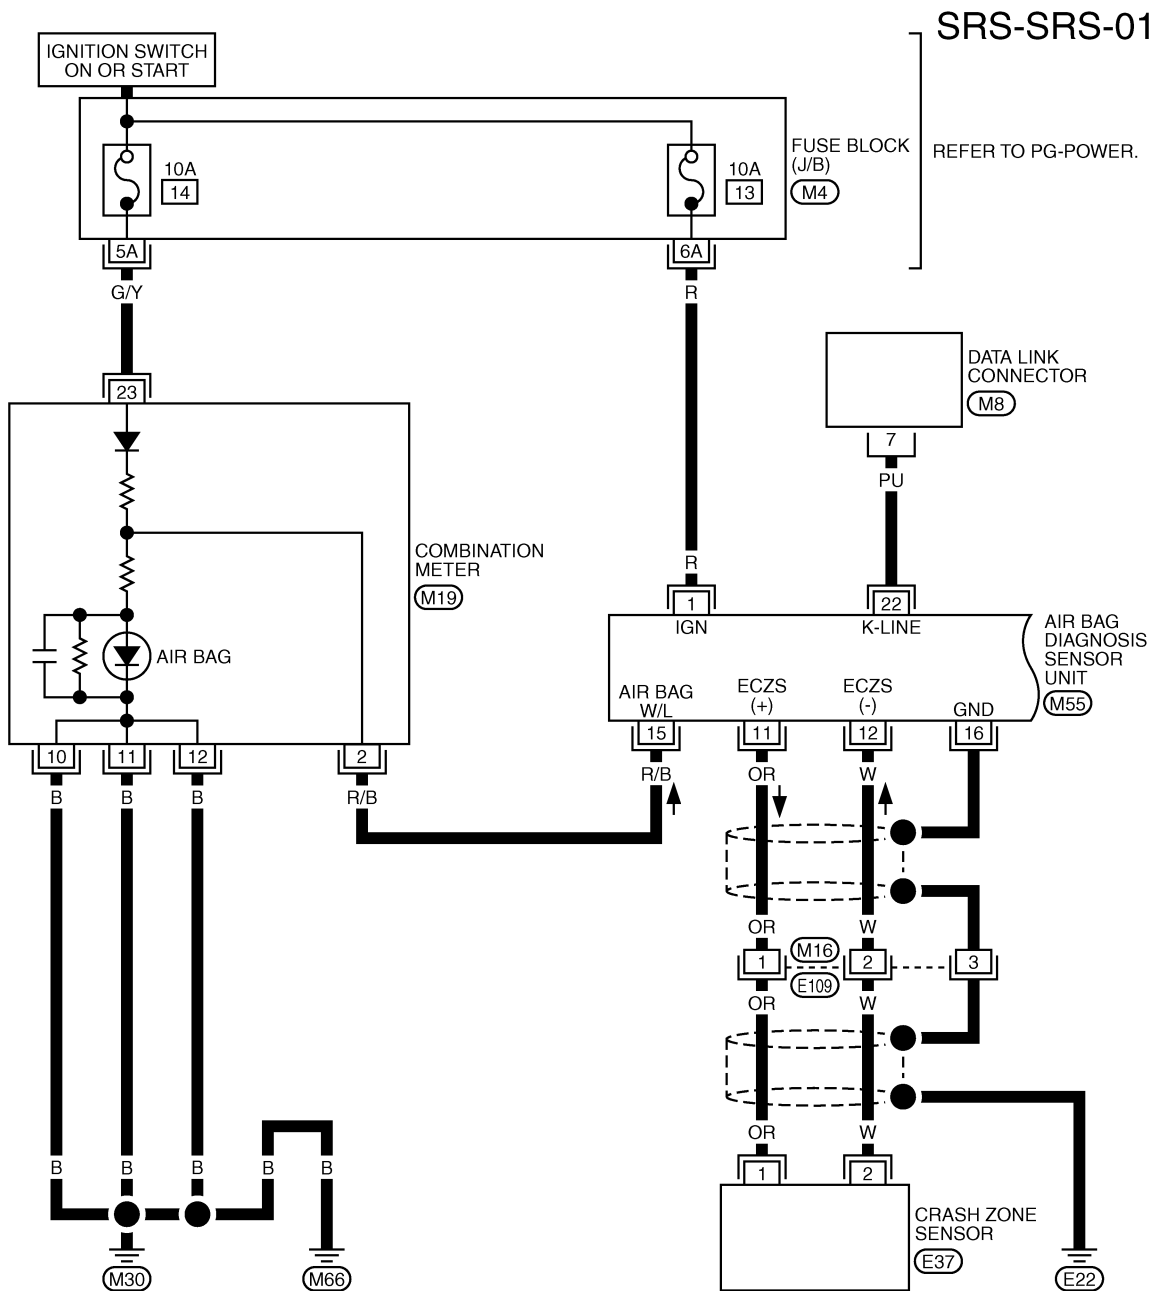 SRS-SRS-01
IGNITION SWITCH
ON OR START
10A
14
10A
13
FUSE BLOCK
(J/B)
M4
REFER TO PG-POWER.
5A
6A
G/Y
R
23
DATA LINK
CONNECTOR
M8
7
PU
COMBINATION
METER
M19
R
1
22
IGN
K-LINE
AIR BAG
DIAGNOSIS
SENSOR
UNIT
M55
AIR BAG
AIR BAG
W/L
ECZS
(+)
ECZS
(-)
GND
10
11
12
2
15
11
12
16
B
B
B
R/B
R/B
OR
W
OR
W
1
M16
2
3
E109
OR
W
OR
W
B
B
B
B
B
1
2
CRASH ZONE
SENSOR
E37
M30
M66
E22